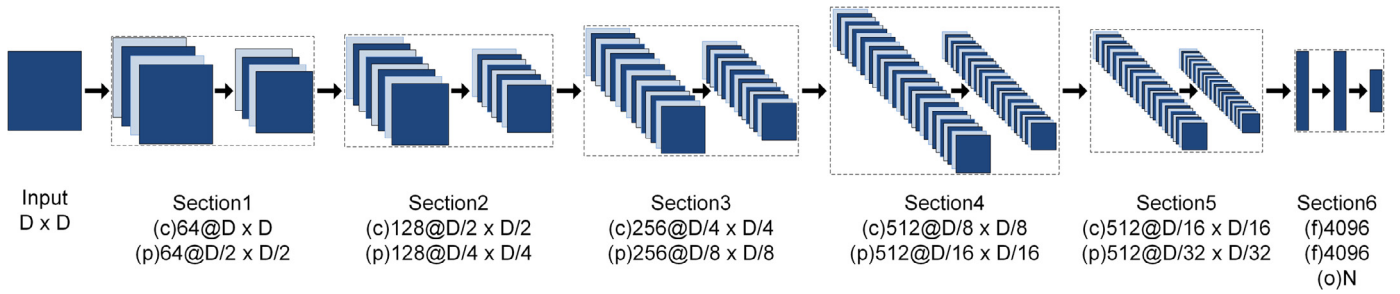 Input
D x D
Section1
(c)64@D x D
(p)64@D/2 x D/2
Section2
(c)128@D/2 x D/2
(p)128@D/4 x D/4
Section3
(c)256@D/4 x D/4
(p)256@D/8 x D/8
Section4
(c)512@D/8 x D/8
(p)512@D/16 x D/16
Section5
(c)512@D/16 x D/16
(p)512@D/32 x D/32
Section6
(f)4096
(f)4096
(o)N